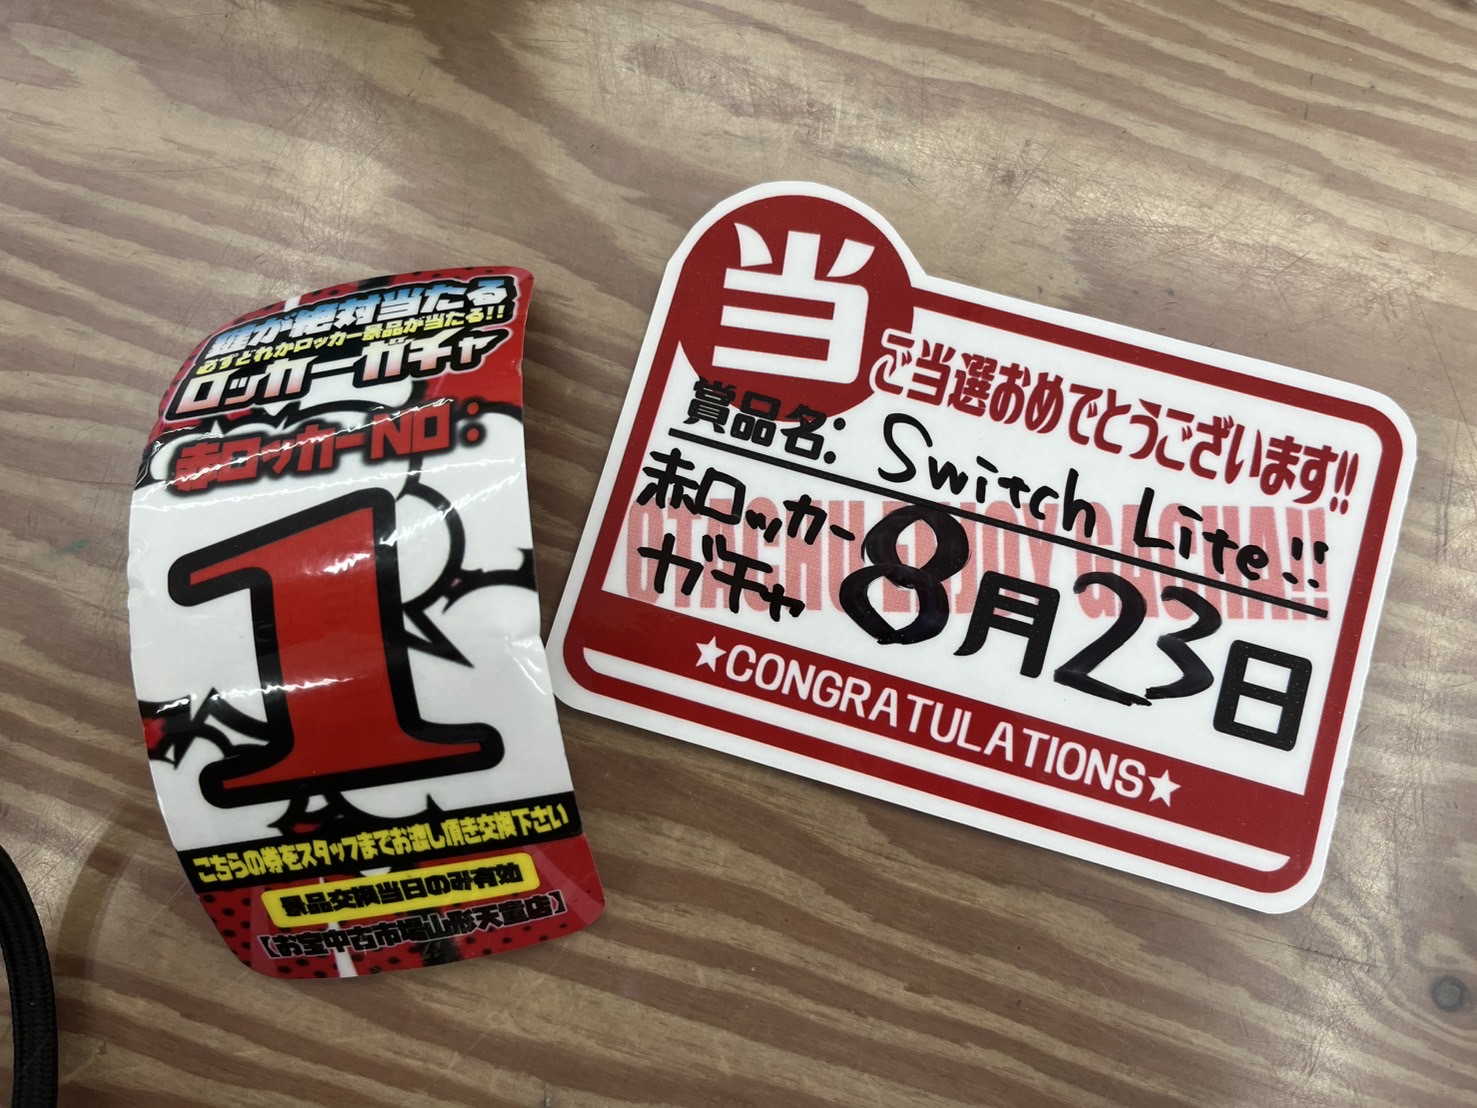 鍵が絶対当たる
必ずどれかロッカー景品が当たる!!
ロッカーガチャ
赤ロッカーNO:
1
こちらの券をスタッフまでお渡し頂き交換下さい
景品交換当日のみ有効
【お宝中古市場山形天童店】
当
ご当選おめでとうございます!!
賞品名: Switch Lite!!
赤ロッカー
ガチャ
8月23日
★CONGRATULATIONS★